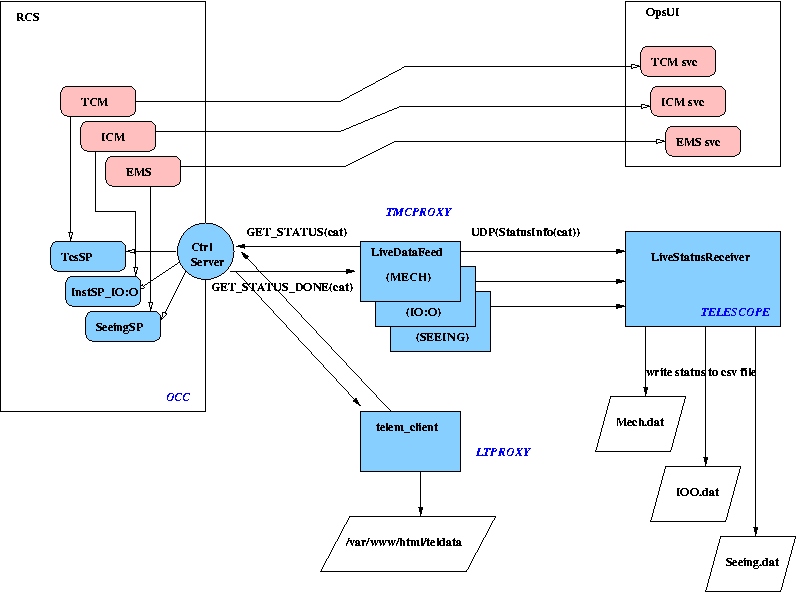 RCS
OpsUI
TCM svc
TCM
ICM svc
ICM
EMS svc
EMS
TMCPROXY
GET_STATUS(cat)
UDP(StatusInfo(cat))
Ctrl
Server
TcsSP
LiveDataFeed
(MECH)
LiveStatusReceiver
InstSP_IO:O
GET_STATUS_DONE(cat)
(IO:O)
TELESCOPE
SeeingSP
(SEEING)
write status to csv file
OCC
Mech.dat
telem_client
LTPROXY
IOO.dat
/var/www/html/teldata
Seeing.dat